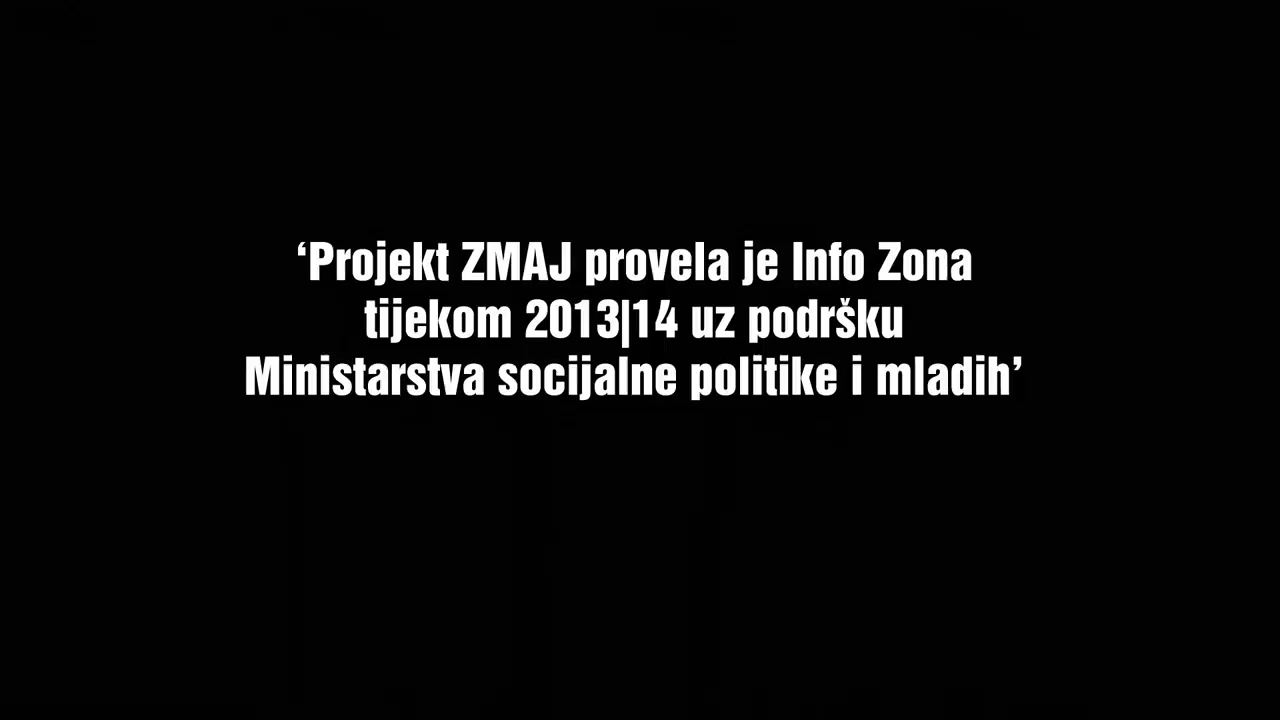 ‘Projekt ZMAJ provela je Info Zona
tijekom 2013|14 uz podršku
Ministarstva socijalne politike i mladih’